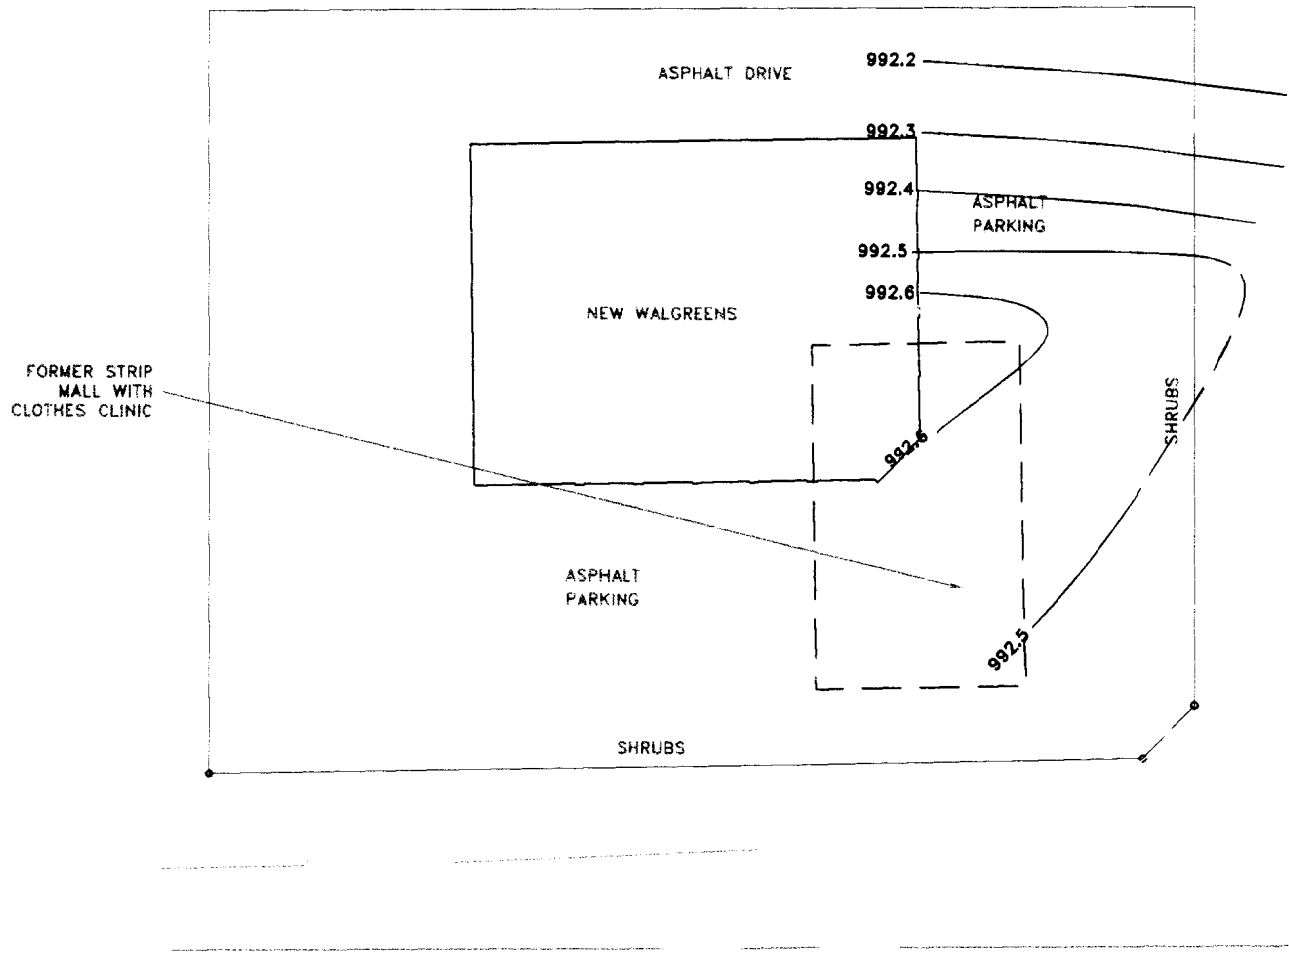 992.2
ASPHALT DRIVE
992.3
992.4
ASPHALT
PARKING
992.5
992.6
NEW WALGREENS
FORMER STRIP
MALL WITH
CLOTHES CLINIC
SHRUBS
992.6
ASPHALT
PARKING
992.5
SHRUBS